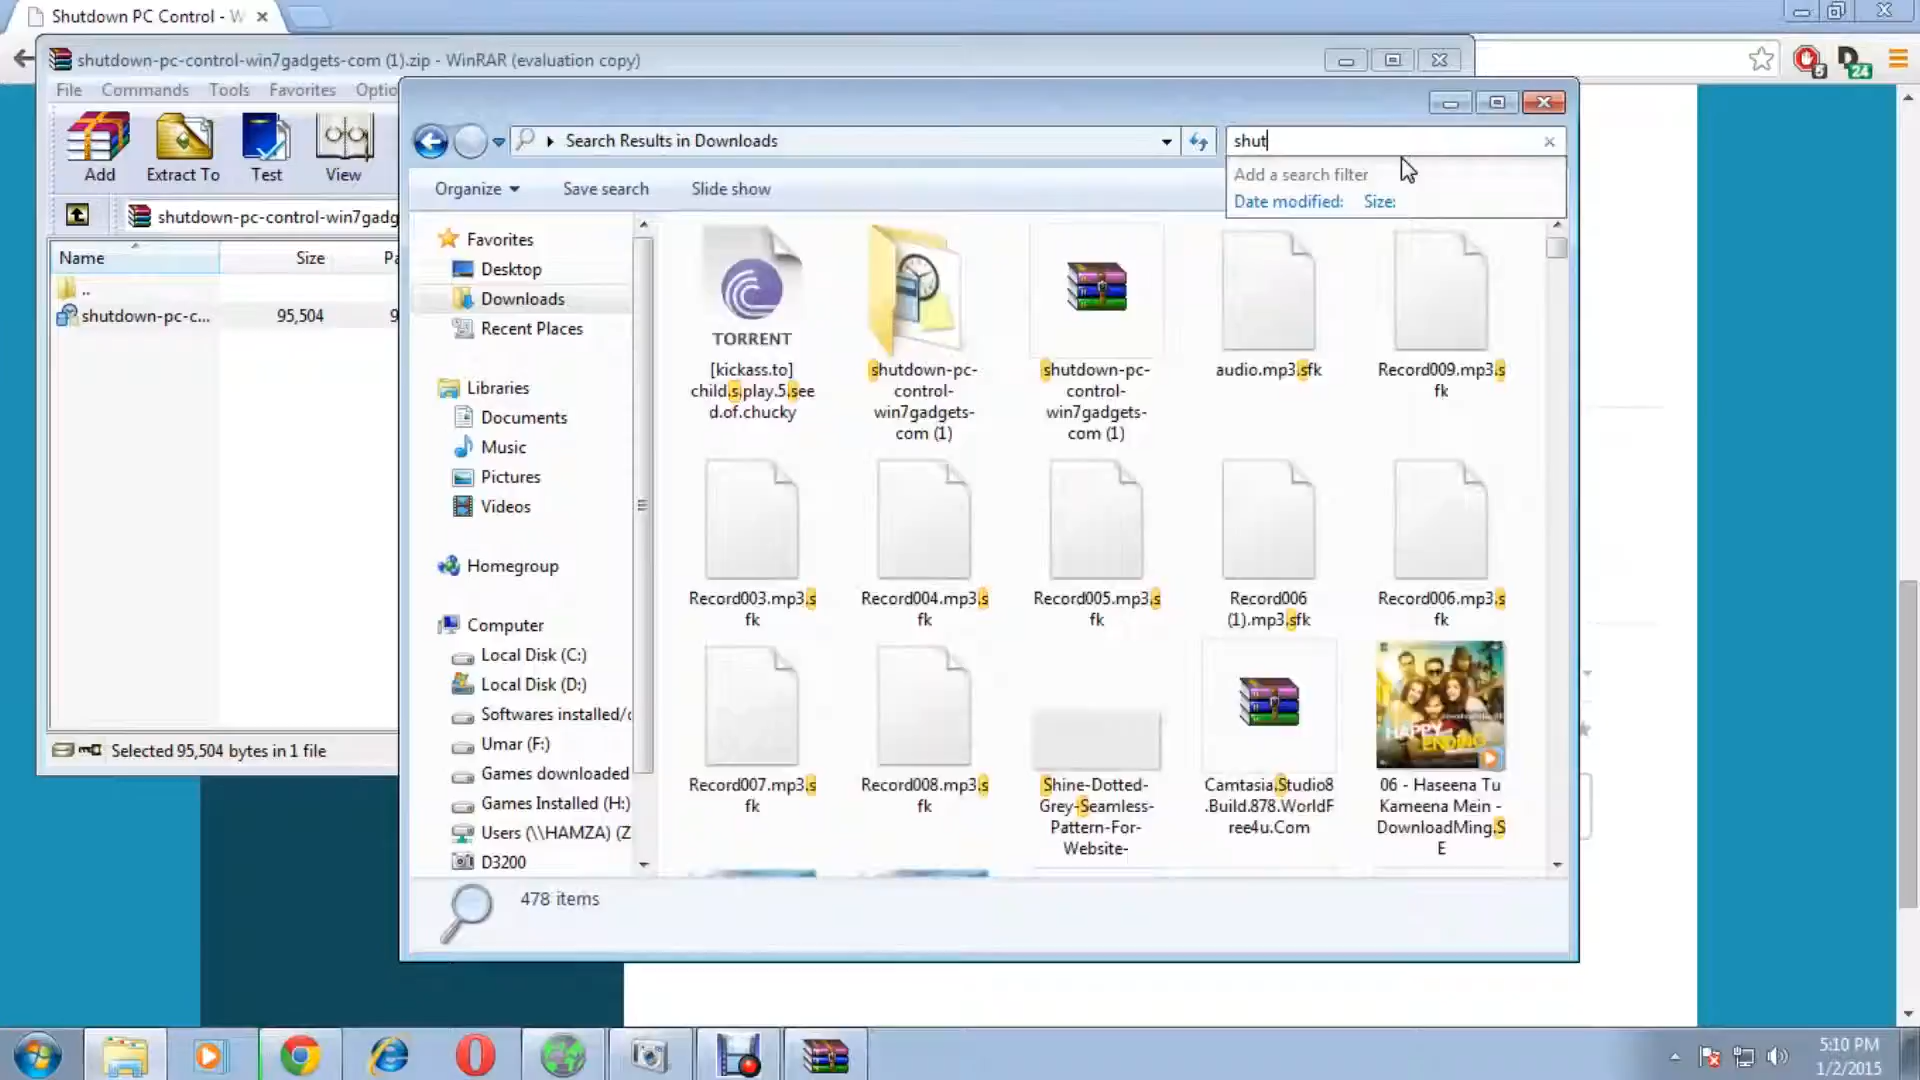 Shutdown PC Control - W
shutdown-pc-control-win7gadgets-com (1).zip - WinRAR (evaluation copy)
5
24
File Commands Tools Favorites Optio
Add
Extract To
Test
View
shutdown-pc-control-win7gadg
Name
Size
Pa
..
shutdown-pc-c...
95,504
9
Selected 95,504 bytes in 1 file
Search Results in Downloads
shut
Add a search filter
Date modified: Size:
Organize
Save search
Slide show
Favorites
Desktop
Downloads
Recent Places
Libraries
Documents
Music
Pictures
Videos
Homegroup
Computer
Local Disk (C:)
Local Disk (D:)
Softwares installed/
Umar (F:)
Games downloaded
Games Installed (H:)
Users (\\HAMZA) (Z
D3200
TORRENT
[kickass.to]
child.s.play.5.see
d.of.chucky
shutdown-pc-
control-
win7gadgets-
com (1)
shutdown-pc-
control-
win7gadgets-
com (1)
audio.mp3.sfk
Record009.mp3.s
fk
Record003.mp3.s
fk
Record004.mp3.s
fk
Record005.mp3.s
fk
Record006
(1).mp3.sfk
Record006.mp3.s
fk
Record007.mp3.s
fk
Record008.mp3.s
fk
Shine-Dotted-
Grey-Seamless-
Pattern-For-
Website-
Camtasia.Studio8
.Build.878.WorldF
ree4u.Com
HAPPY
ENDING
06 - Haseena Tu
Kameena Mein -
DownloadMing.S
E
478 items
5:10 PM
1/2/2015